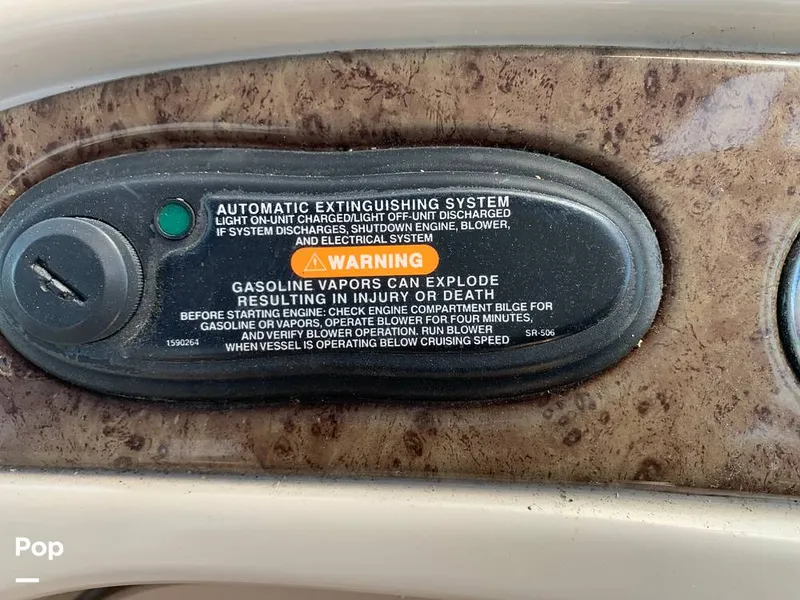 AUTOMATIC EXTINGUISHING SYSTEM
LIGHT ON-UNIT CHARGED/LIGHT OFF-UNIT DISCHARGED
IF SYSTEM DISCHARGES, SHUTDOWN ENGINE, BLOWER,
AND ELECTRICAL SYSTEM
WARNING
GASOLINE VAPORS CAN EXPLODE
RESULTING IN INJURY OR DEATH
BEFORE STARTING ENGINE: CHECK ENGINE COMPARTMENT BILGE FOR
GASOLINE OR VAPORS, OPERATE BLOWER FOR FOUR MINUTES,
AND VERIFY BLOWER OPERATION. RUN BLOWER
WHEN VESSEL IS OPERATING BELOW CRUISING SPEED
1590264
SR-506
Pop